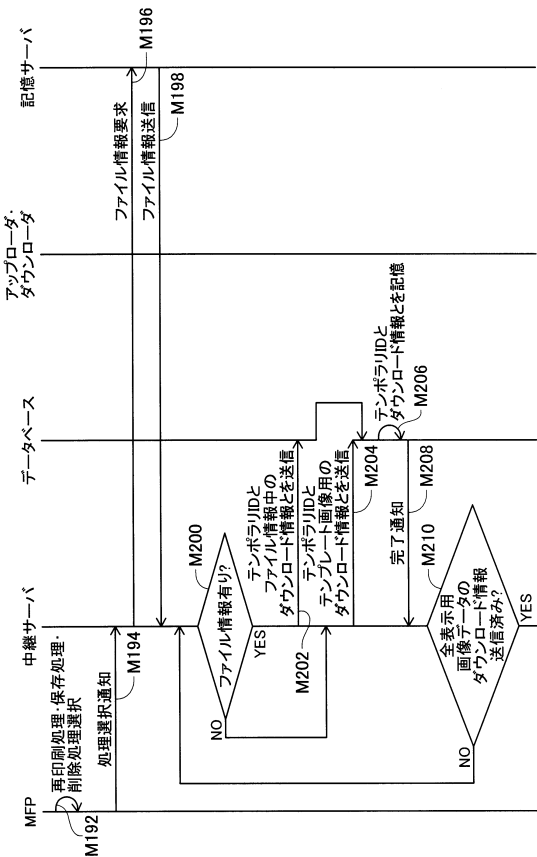 MFP
中継サーバ
データベース
アップローダ・
ダウンローダ
記憶サーバ
再印刷処理・保存処理・
削除処理選択
M192
処理選択通知
M194
ファイル情報要求
M196
ファイル情報送信
M198
ファイル情報有り?
M200
NO
YES
テンポラリIDと
ファイル情報中の
ダウンロード情報とを送信
M202
テンポラリIDと
テンプレート画像用の
ダウンロード情報とを送信
M204
テンポラリIDと
ダウンロード情報とを記憶
M206
完了通知
M208
全表示用
画像データの
ダウンロード情報
送信済み?
M210
NO
YES